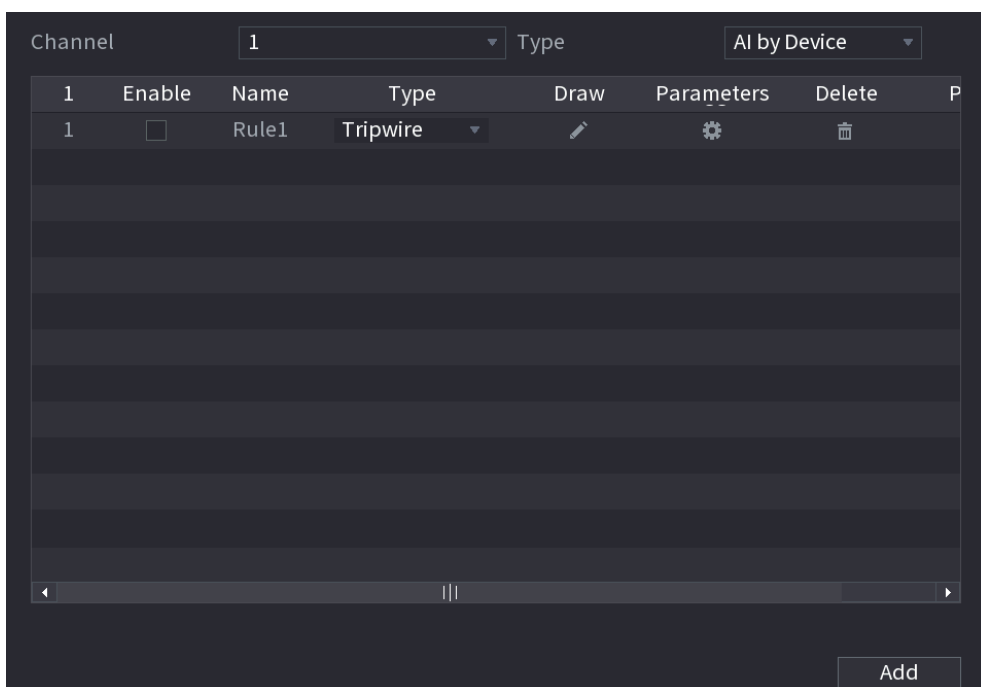 Channel 1 Type AI by Device
1 Enable Name Type Draw Parameters Delete P
1 Rule1 Tripwire
Add